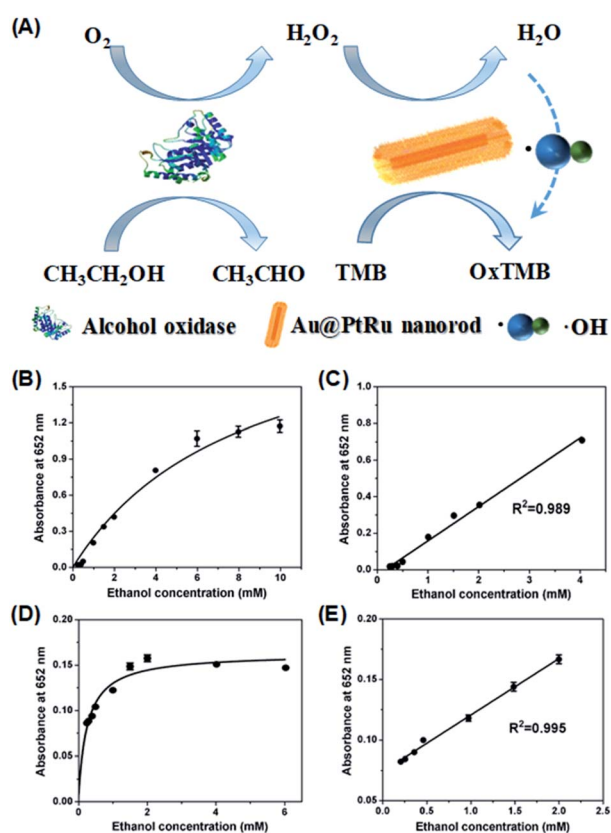 (A)
O₂ H₂O₂ H₂O
CH₃CH₂OH CH₃CHO TMB OxTMB
Alcohol oxidase Au@PtRu nanorod ·OH
(B)
Absorbance at 652 nm
1.5
1.2
0.9
0.6
0.3
0.0
0 2 4 6 8 10
Ethanol concentration (mM)
(C)
Absorbance at 652 nm
1.0
0.8
0.6
0.4
0.2
0.0
R²=0.989
0 1 2 3 4
Ethanol concentration (mM)
(D)
Absorbance at 652 nm
0.20
0.15
0.10
0.05
0.00
0 2 4 6
Ethanol concentration (mM)
(E)
Absorbance at 652 nm
0.20
0.15
0.10
0.05
R²=0.995
0.0 0.5 1.0 1.5 2.0 2.5
Ethanol concentration (mM)